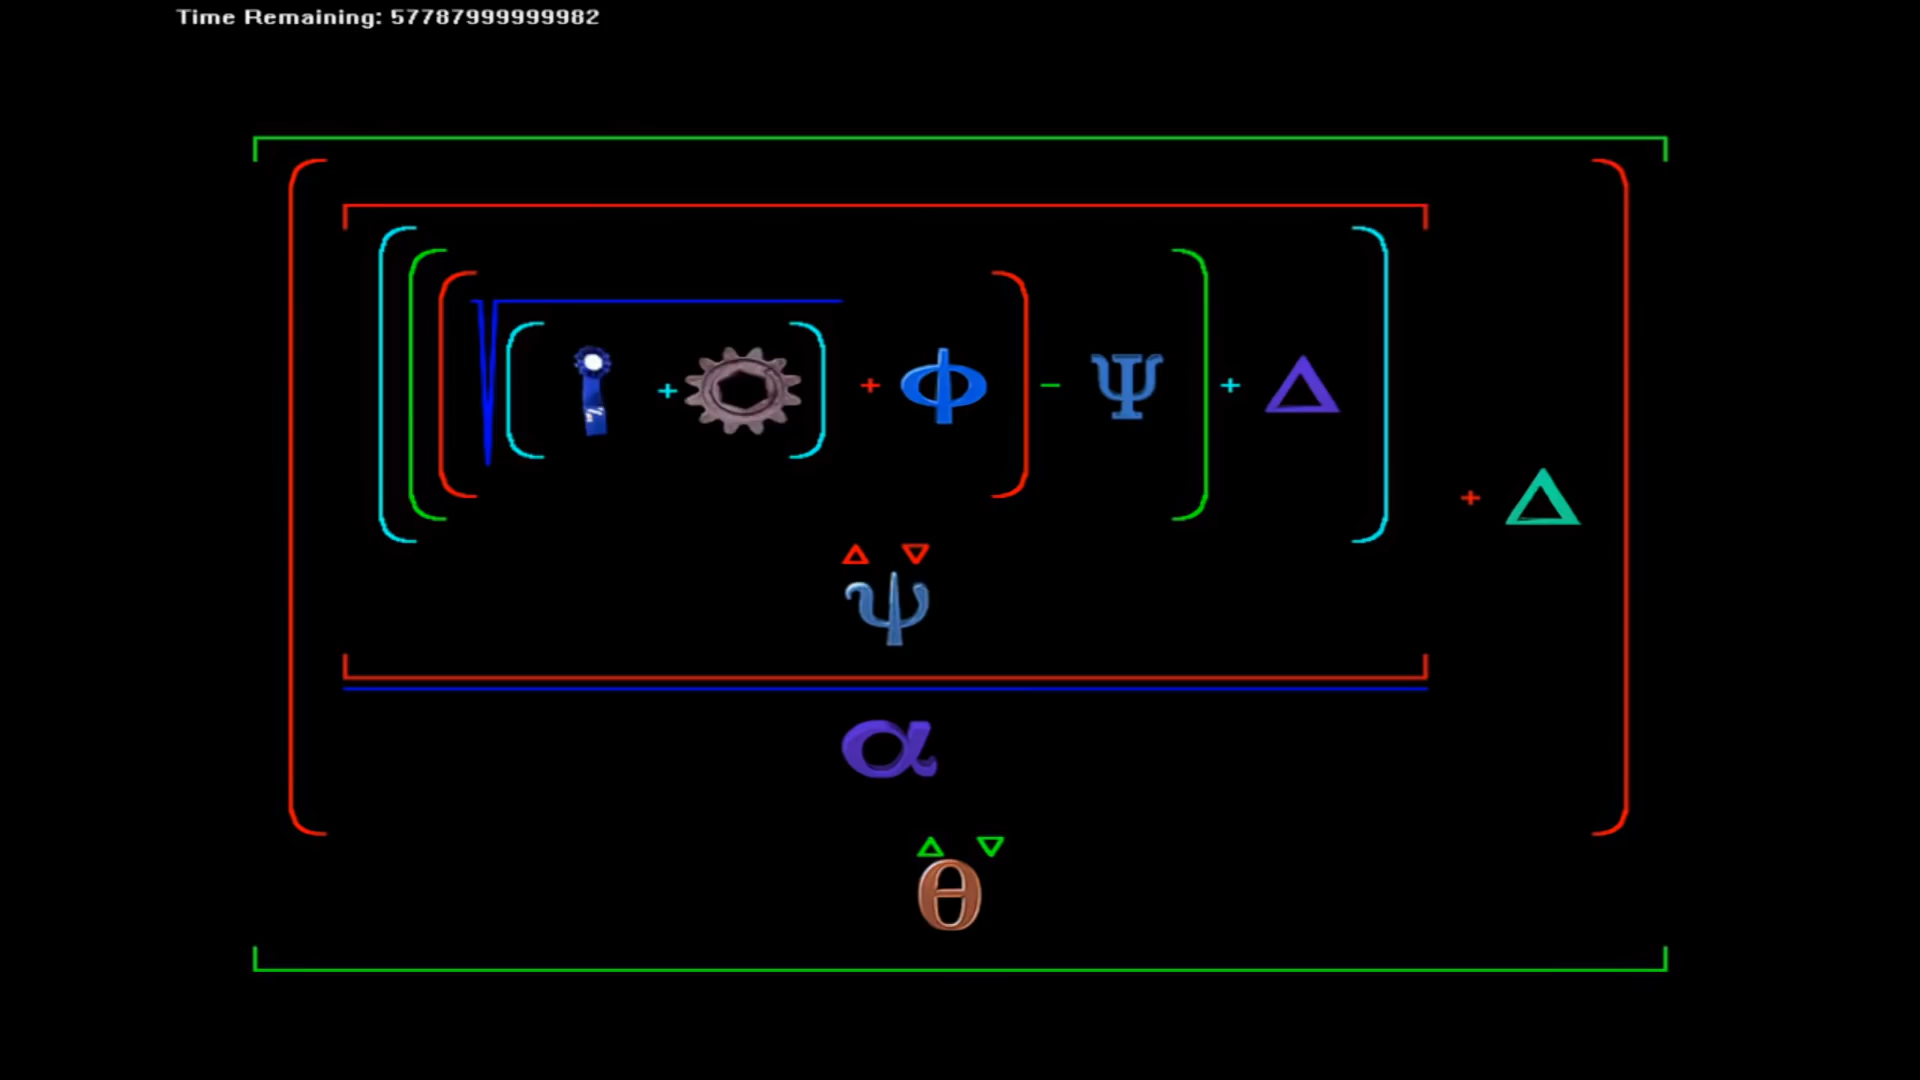 Time Remaining: 57787999999982
+ + Φ - Ψ + Δ
+ Δ
ψ
α
θ